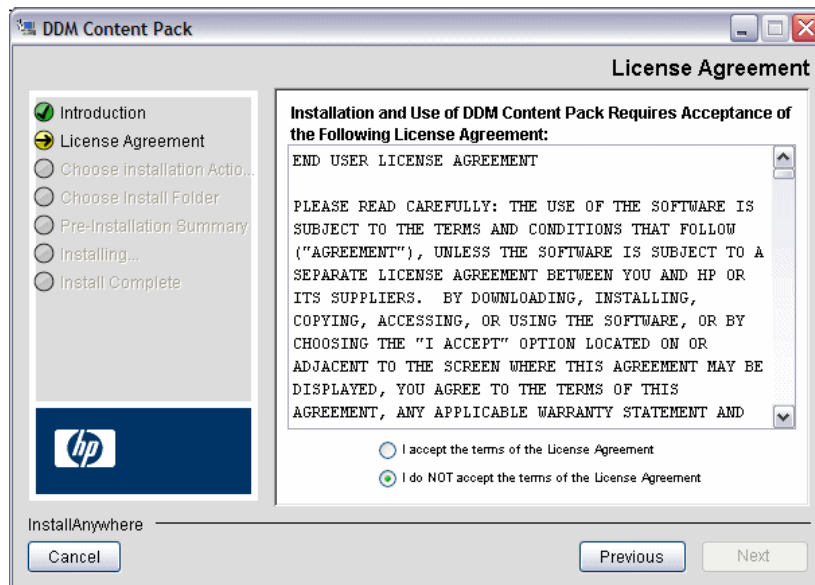 DDM Content Pack
License Agreement
Introduction
License Agreement
Choose Installation Actio...
Choose Install Folder
Pre-Installation Summary
Installing...
Install Complete
hp
Installation and Use of DDM Content Pack Requires Acceptance of
the Following License Agreement:
END USER LICENSE AGREEMENT
PLEASE READ CAREFULLY: THE USE OF THE SOFTWARE IS
SUBJECT TO THE TERMS AND CONDITIONS THAT FOLLOW
("AGREEMENT"), UNLESS THE SOFTWARE IS SUBJECT TO A
SEPARATE LICENSE AGREEMENT BETWEEN YOU AND HP OR
ITS SUPPLIERS.  BY DOWNLOADING, INSTALLING,
COPYING, ACCESSING, OR USING THE SOFTWARE, OR BY
CHOOSING THE "I ACCEPT" OPTION LOCATED ON OR
ADJACENT TO THE SCREEN WHERE THIS AGREEMENT MAY BE
DISPLAYED, YOU AGREE TO THE TERMS OF THIS
AGREEMENT, ANY APPLICABLE WARRANTY STATEMENT AND
I accept the terms of the License Agreement
I do NOT accept the terms of the License Agreement
InstallAnywhere
Cancel
Previous
Next